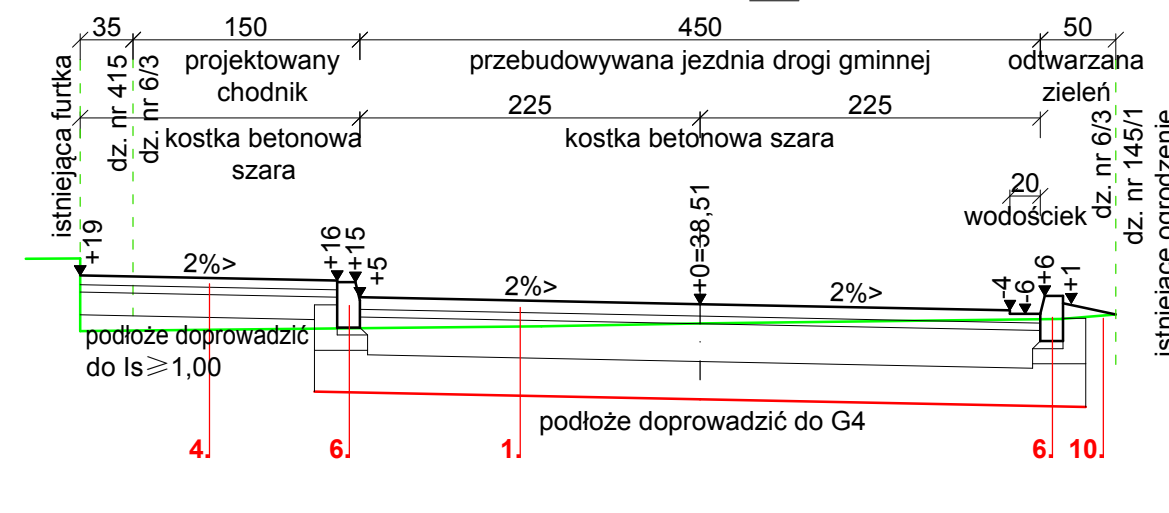 35 150 450 50
projektowany
chodnik
przebudowywana jezdnia drogi gminnej
odtwarzana
zieleń
istniejąca furtka
dz. nr 415
dz. nr 6/3
225 225
kostka betonowa
szara
kostka betonowa szara
dz. nr 6/3
dz. nr 145/1
istniejące ogrodzenie
20
wodościek
+19
2%>
+16
+15
+5
2%>
+0=38,51
2%>
-4
-6
+6
+1
podłoże doprowadzić
do Is≥1,00
podłoże doprowadzić do G4
4. 6. 1. 6. 10.